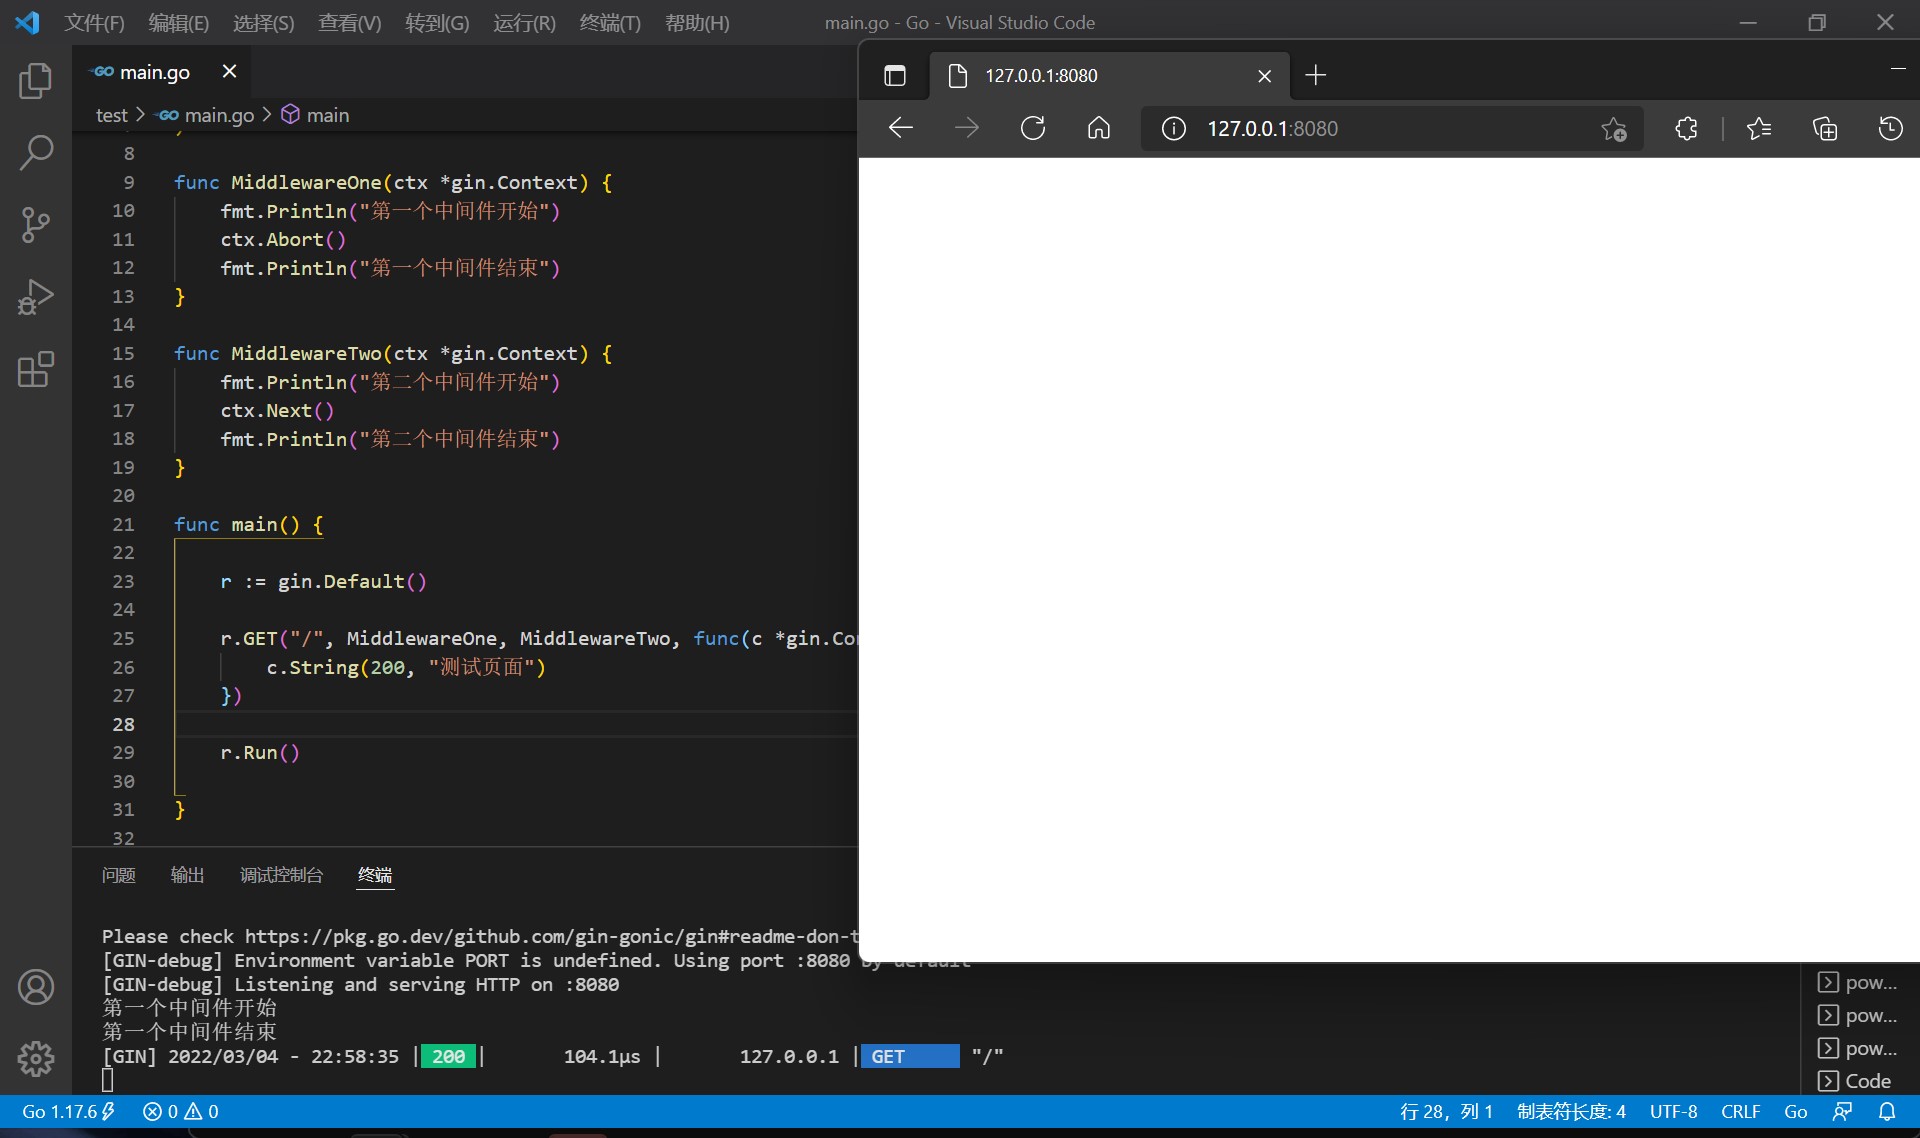 文件(F) 编辑(E) 选择(S) 查看(V) 转到(G) 运行(R) 终端(T) 帮助(H) main.go - Go - Visual Studio Code
main.go
test > main.go > main
8
9 func MiddlewareOne(ctx *gin.Context) {
10 fmt.Println("第一个中间件开始")
11 ctx.Abort()
12 fmt.Println("第一个中间件结束")
13 }
14
15 func MiddlewareTwo(ctx *gin.Context) {
16 fmt.Println("第二个中间件开始")
17 ctx.Next()
18 fmt.Println("第二个中间件结束")
19 }
20
21 func main() {
22
23 r := gin.Default()
24
25 r.GET("/", MiddlewareOne, MiddlewareTwo, func(c *gin.Co
26 c.String(200, "测试页面")
27 })
28
29 r.Run()
30
31 }
32
127.0.0.1:8080
127.0.0.1:8080
问题 输出 调试控制台 终端
Please check https://pkg.go.dev/github.com/gin-gonic/gin#readme-don-t
[GIN-debug] Environment variable PORT is undefined. Using port :8080 by default
[GIN-debug] Listening and serving HTTP on :8080
第一个中间件开始
第一个中间件结束
[GIN] 2022/03/04 - 22:58:35 | 200 | 104.1µs | 127.0.0.1 | GET "/"
pow...
pow...
pow...
Code
Go 1.17.6 0 0 行 28，列 1 制表符长度: 4 UTF-8 CRLF Go